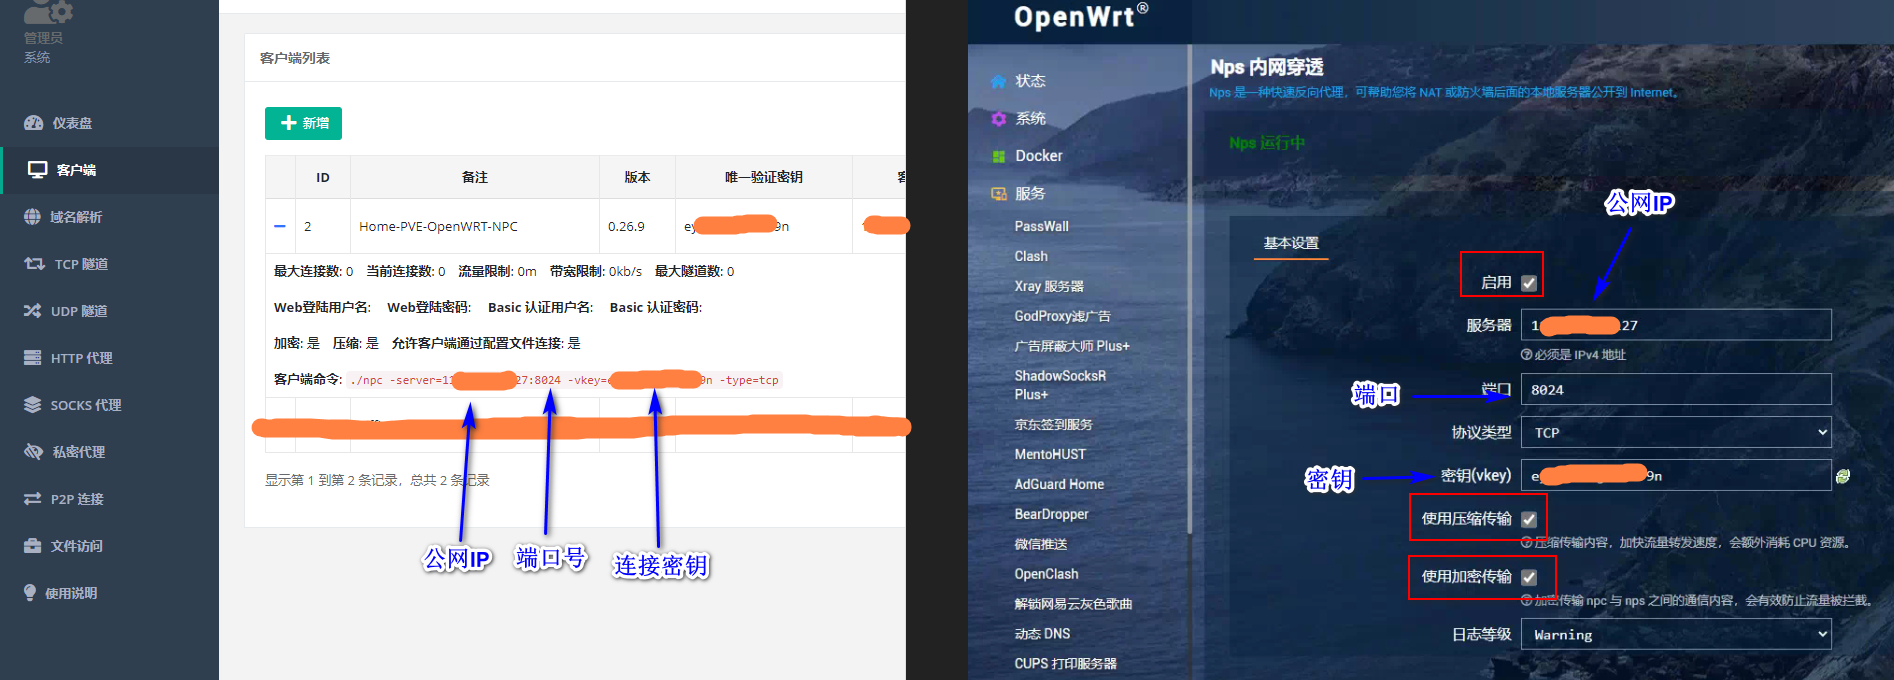 管理员
系统
仪表盘
客户端
域名解析
TCP 隧道
UDP 隧道
HTTP 代理
SOCKS 代理
私密代理
P2P 连接
文件访问
使用说明
客户端列表
新增
ID 备注 版本 唯一验证密钥
2 Home-PVE-OpenWRT-NPC 0.26.9 ey 9n
最大连接数: 0 当前连接数: 0 流量限制: 0m 带宽限制: 0kb/s 最大隧道数: 0
Web登陆用户名: Web登陆密码: Basic 认证用户名: Basic 认证密码:
加密: 是 压缩: 是 允许客户端通过配置文件连接: 是
客户端命令: ./npc -server=11 27:8024 -vkey= 9n -type=tcp
显示第 1 到第 2 条记录，总共 2 条记录
公网IP 端口号 连接密钥
OpenWrt®
状态
系统
Docker
服务
PassWall
Clash
Xray 服务器
GodProxy滤广告
广告屏蔽大师 Plus+
ShadowSocksR
Plus+
京东签到服务
MentoHUST
AdGuard Home
BearDropper
微信推送
OpenClash
解锁网易云灰色歌曲
动态 DNS
CUPS 打印服务器
Nps 内网穿透
Nps 是一种快速反向代理，可帮助您将 NAT 或防火墙后面的本地服务器公开到 Internet。
Nps 运行中
公网IP
基本设置
启用
服务器 1 27
必须是 IPv4 地址
端口 端口 8024
协议类型 TCP
密钥 密钥(vkey) e 9n
使用压缩传输
压缩传输内容，加快流量转发速度，会额外消耗 CPU 资源。
使用加密传输
加密传输 npc 与 nps 之间的通信内容，会有效防止流量被拦截。
日志等级 Warning